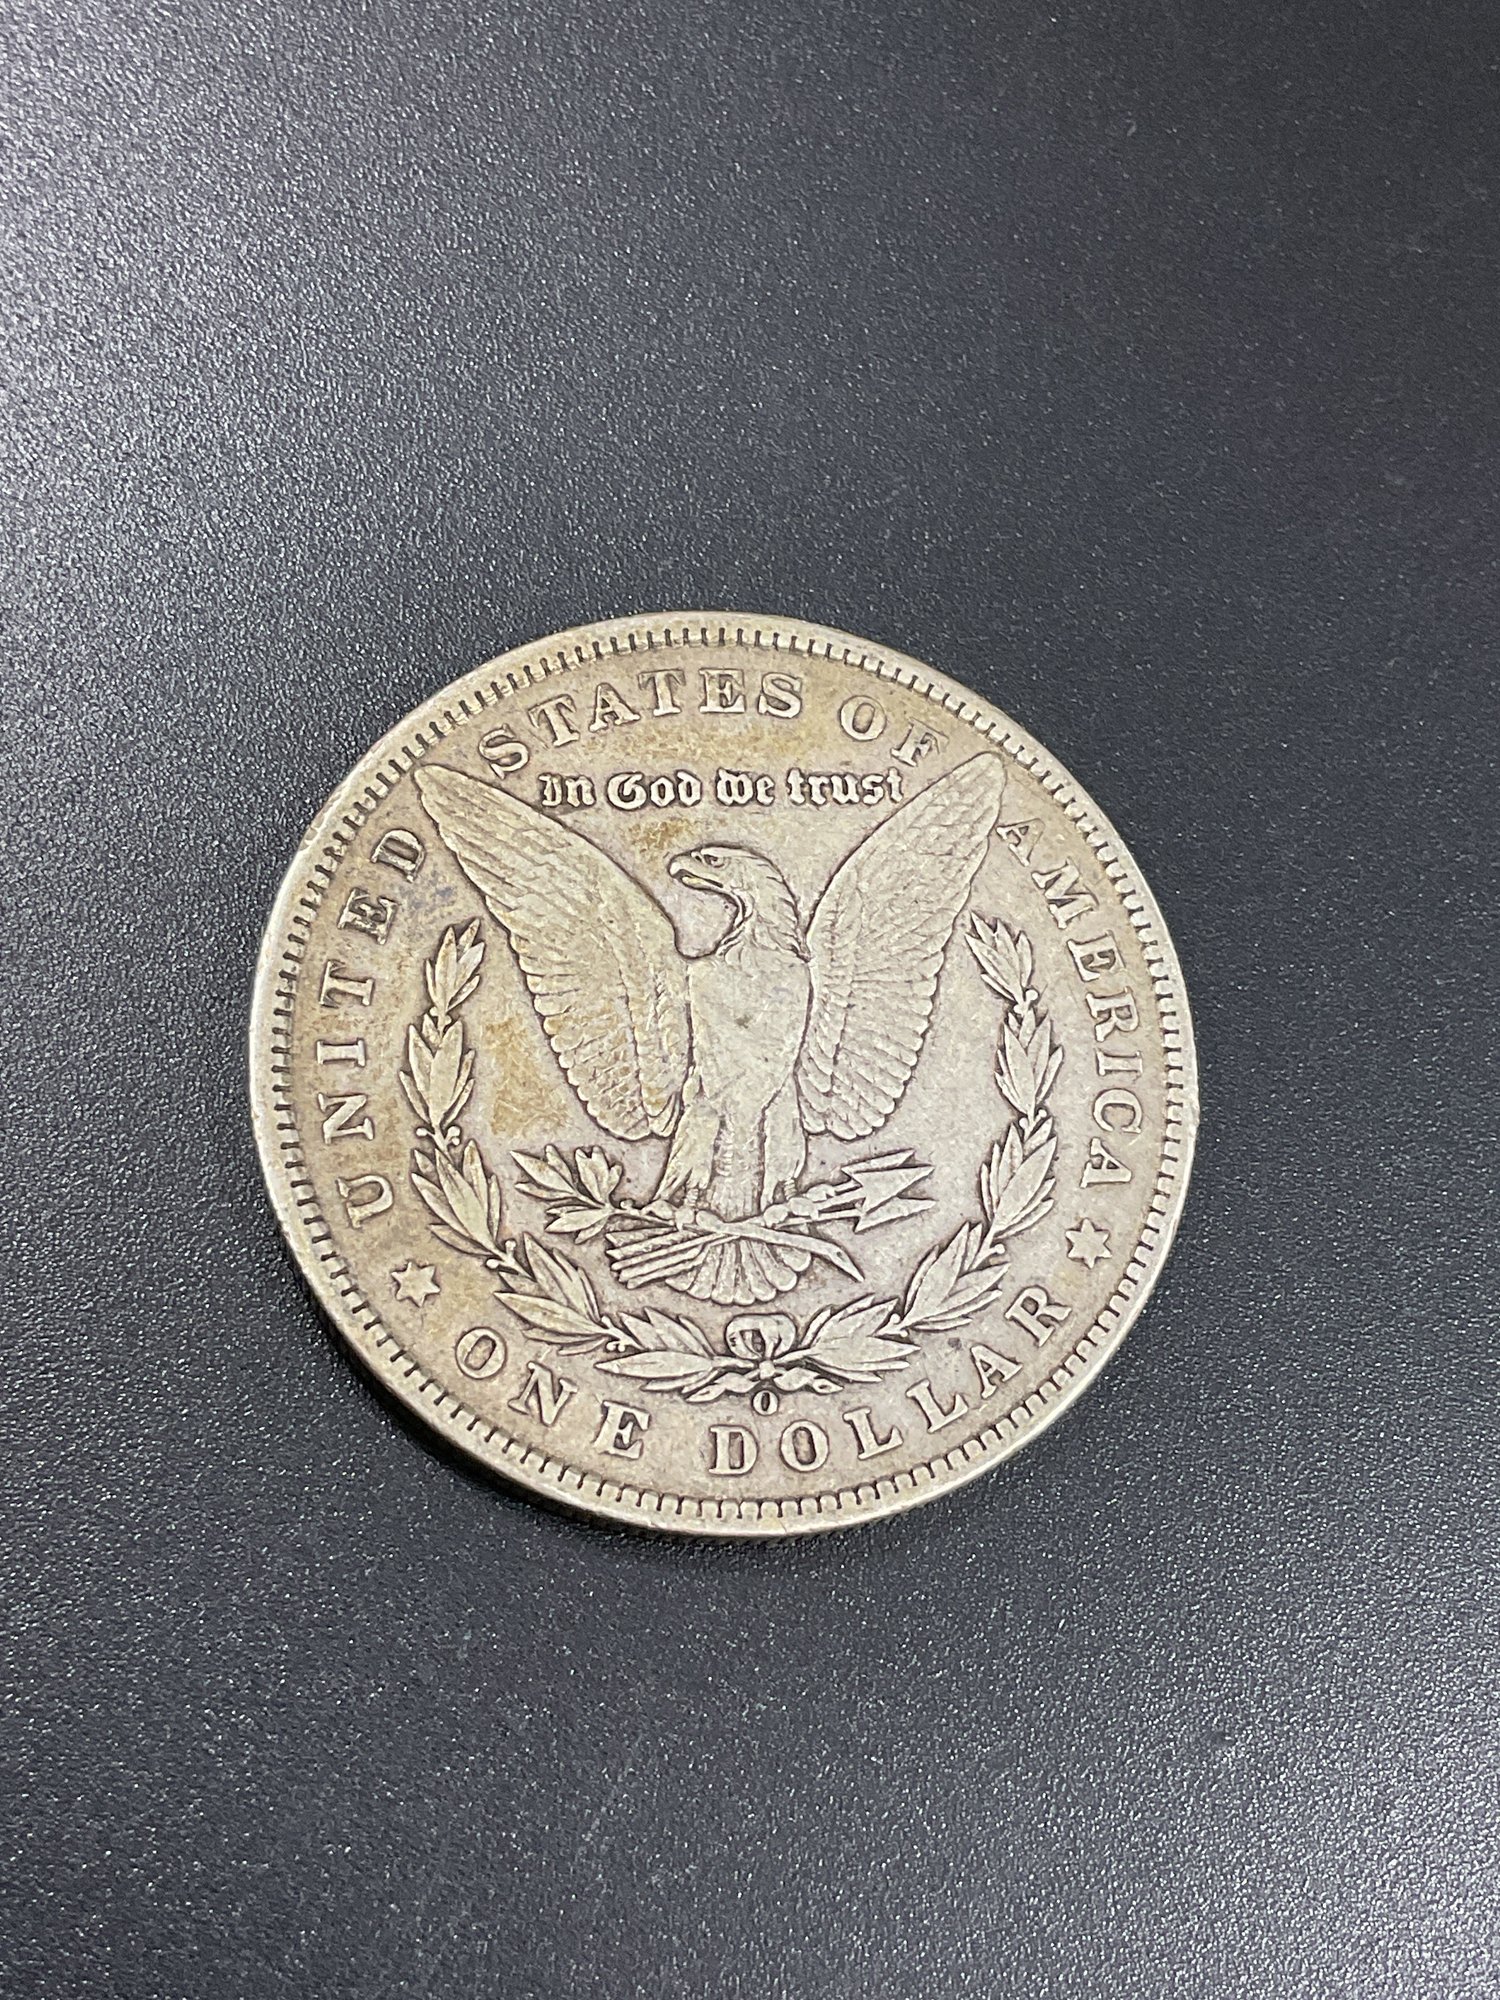 UNITED STATES OF AMERICA
In God we trust
O
ONE DOLLAR